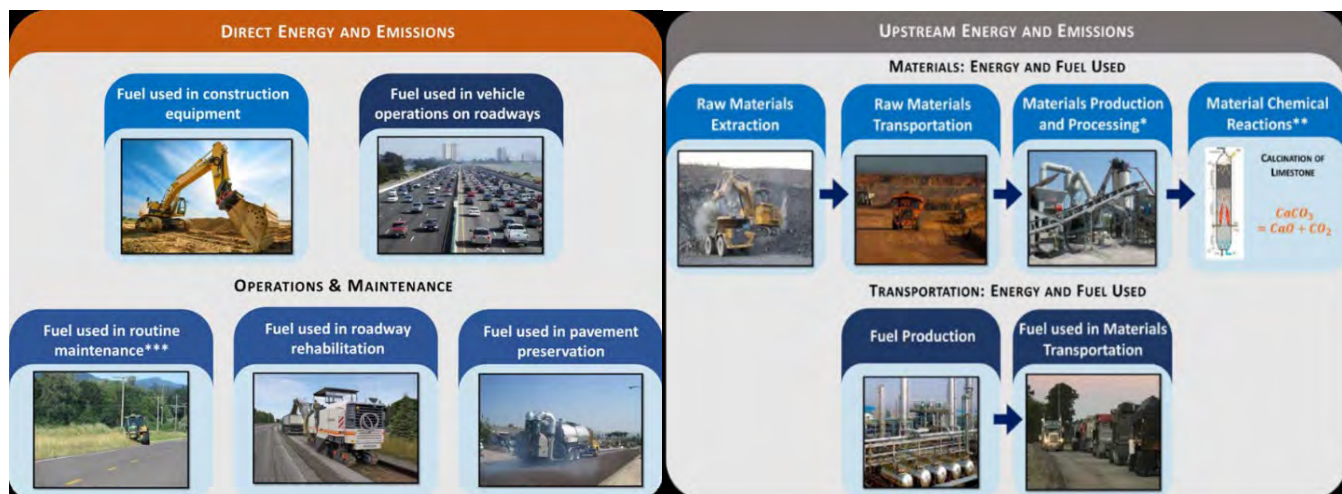 DIRECT ENERGY AND EMISSIONS
Fuel used in construction
equipment
Fuel used in vehicle
operations on roadways
OPERATIONS & MAINTENANCE
Fuel used in routine
maintenance***
Fuel used in roadway
rehabilitation
Fuel used in pavement
preservation
UPSTREAM ENERGY AND EMISSIONS
MATERIALS: ENERGY AND FUEL USED
Raw Materials
Extraction
Raw Materials
Transportation
Materials Production
and Processing*
Material Chemical
Reactions**
CALCINATION OF
LIMESTONE
CaCO₃
= CaO + CO₂
TRANSPORTATION: ENERGY AND FUEL USED
Fuel Production
Fuel used in Materials
Transportation